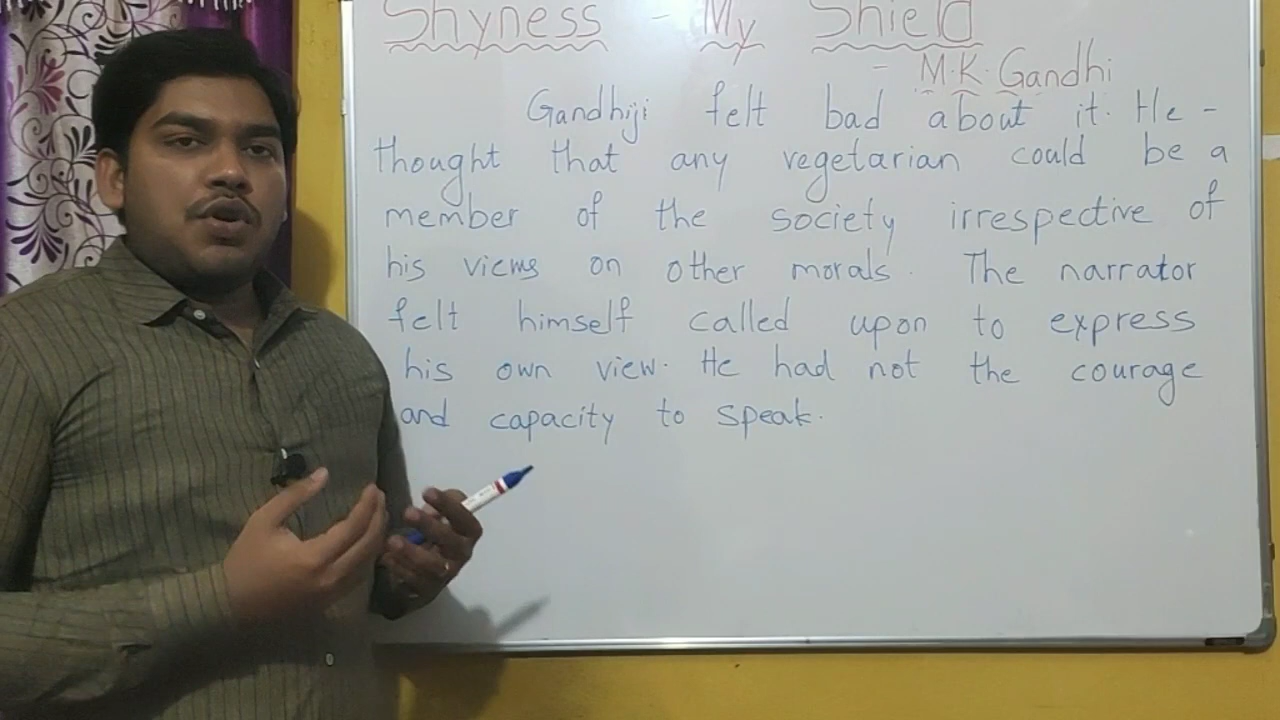 Shyness - My Shield
- M.K. Gandhi
Gandhiji felt bad about it. He -
thought that any vegetarian could be a
member of the society irrespective of
his views on other morals. The narrator
felt himself called upon to express
his own view. He had not the courage
and capacity to speak.